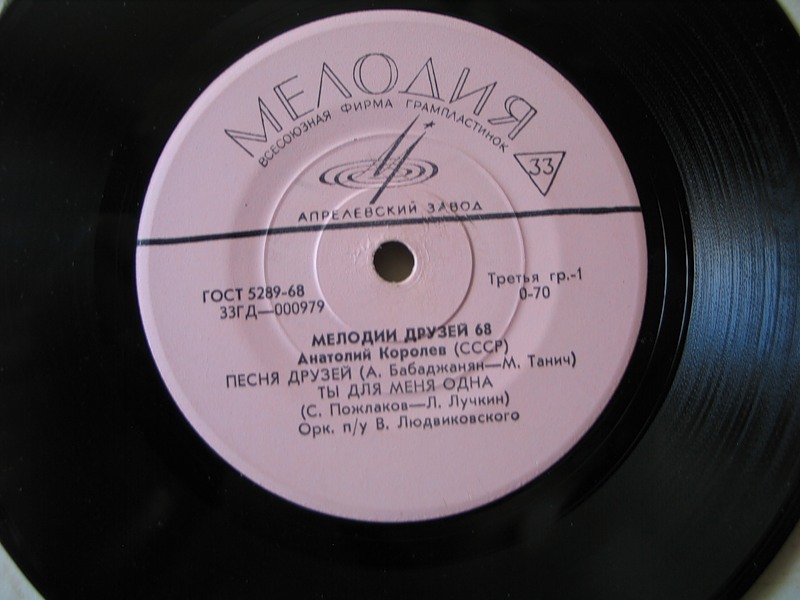 МЕЛОДИЯ
ВСЕСОЮЗНАЯ ФИРМА ГРАМПЛАСТИНОК
33
АПРЕЛЕВСКИЙ ЗАВОД
ГОСТ 5289-68
Третья гр.-1
33ГД—000979
0-70
МЕЛОДИИ ДРУЗЕЙ 68
Анатолий Королев (СССР)
ПЕСНЯ ДРУЗЕЙ (А. Бабаджанян—М. Танич)
ТЫ ДЛЯ МЕНЯ ОДНА
(С. Пожлаков—Л. Лучкин)
Орк. п/у В. Людвиковского